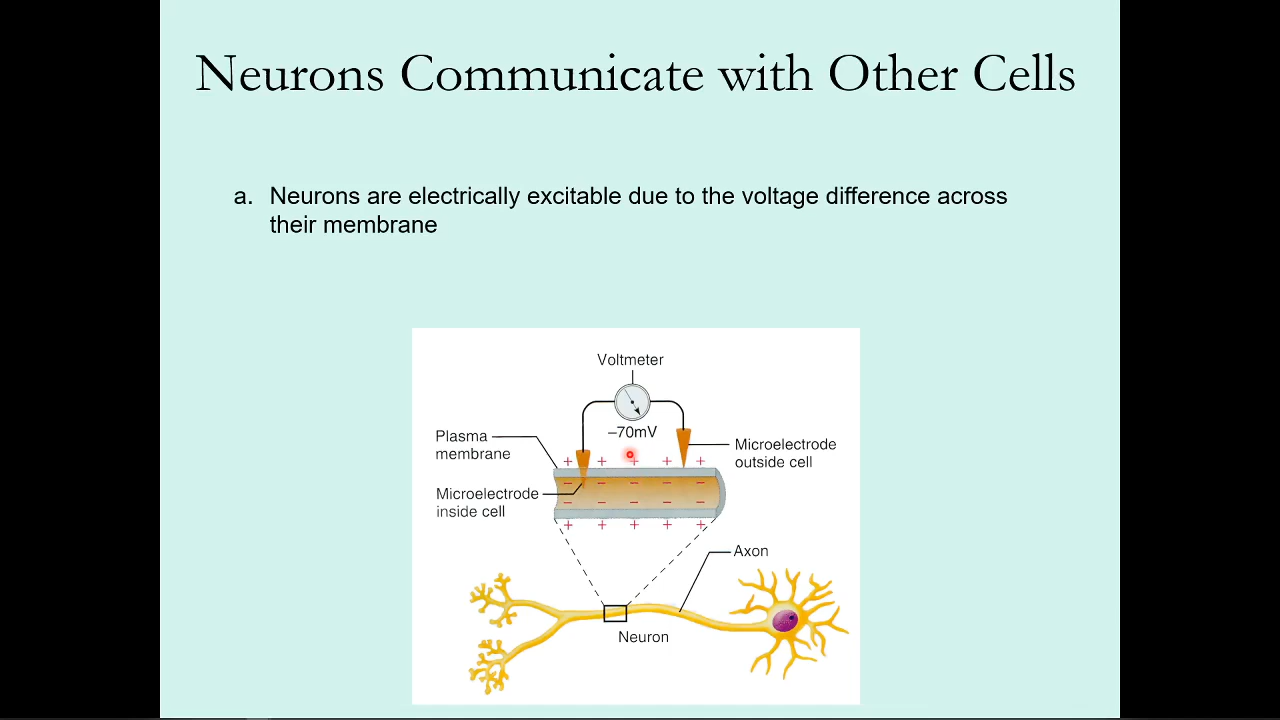 Neurons Communicate with Other Cells
a. Neurons are electrically excitable due to the voltage difference across
their membrane
Voltmeter
–70mV
Plasma
membrane
Microelectrode
outside cell
Microelectrode
inside cell
+ + + + +
– – – – –
– – – – –
+ + + + +
Axon
Neuron